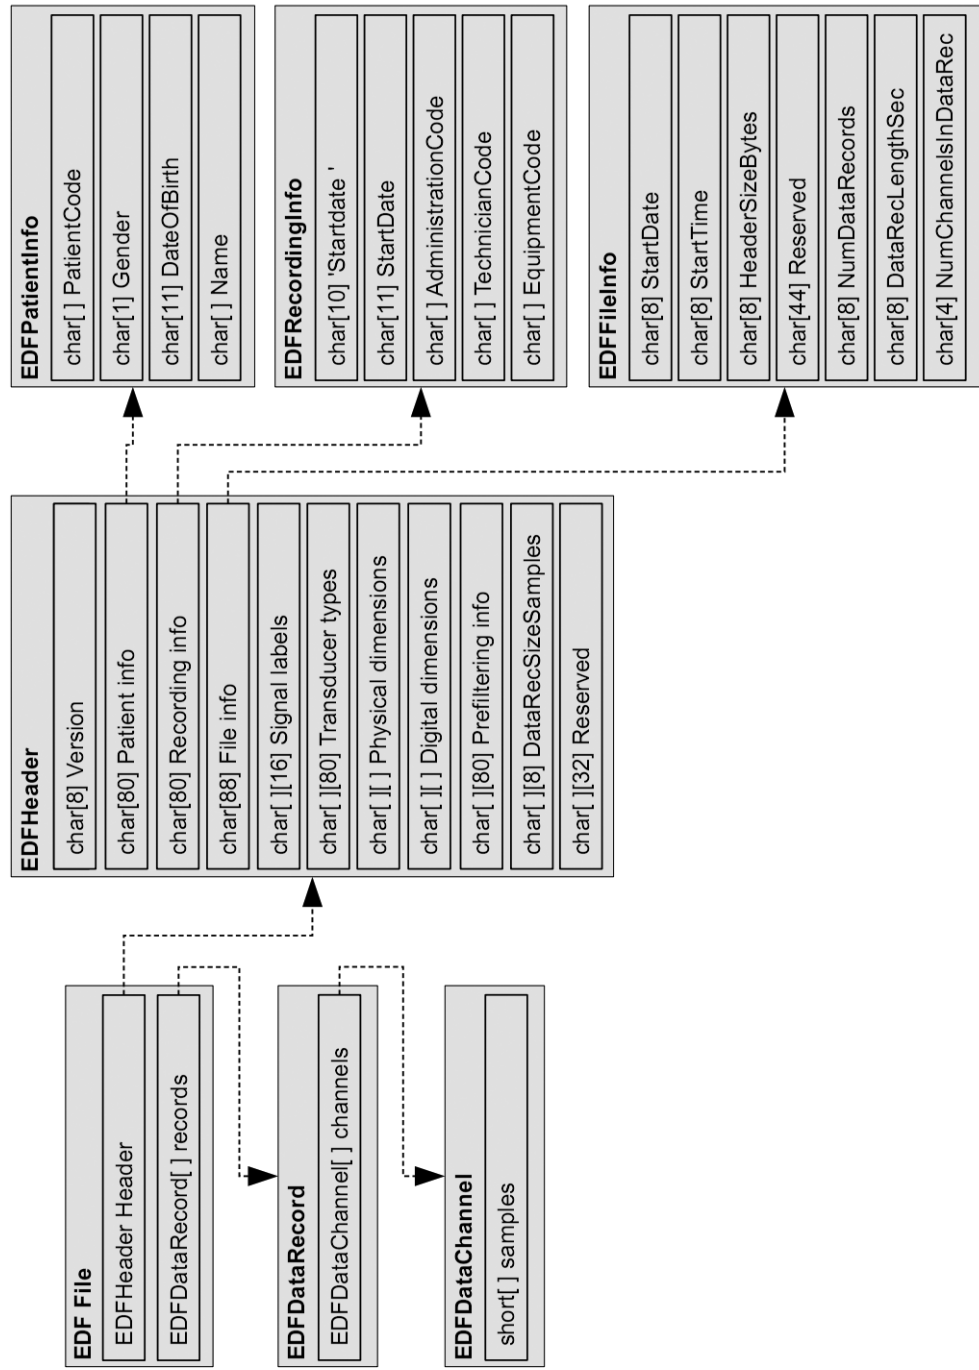 EDF File
EDFHeader Header
EDFDataRecord[ ] records
EDFDataRecord
EDFDataChannel[ ] channels
EDFDataChannel
short[ ] samples
EDFHeader
char[8] Version
char[80] Patient info
char[80] Recording info
char[88] File info
char[ ][16] Signal labels
char[ ][80] Transducer types
char[ ][ ] Physical dimensions
char[ ][ ] Digital dimensions
char[ ][80] Prefiltering info
char[ ][8] DataRecSizeSamples
char[ ][32] Reserved
EDFPatientInfo
char[ ] PatientCode
char[1] Gender
char[11] DateOfBirth
char[ ] Name
EDFRecordingInfo
char[10] 'Startdate '
char[11] StartDate
char[ ] AdministrationCode
char[ ] TechnicianCode
char[ ] EquipmentCode
EDFFileInfo
char[8] StartDate
char[8] StartTime
char[8] HeaderSizeBytes
char[44] Reserved
char[8] NumDataRecords
char[8] DataRecLengthSec
char[4] NumChannelsInDataRec